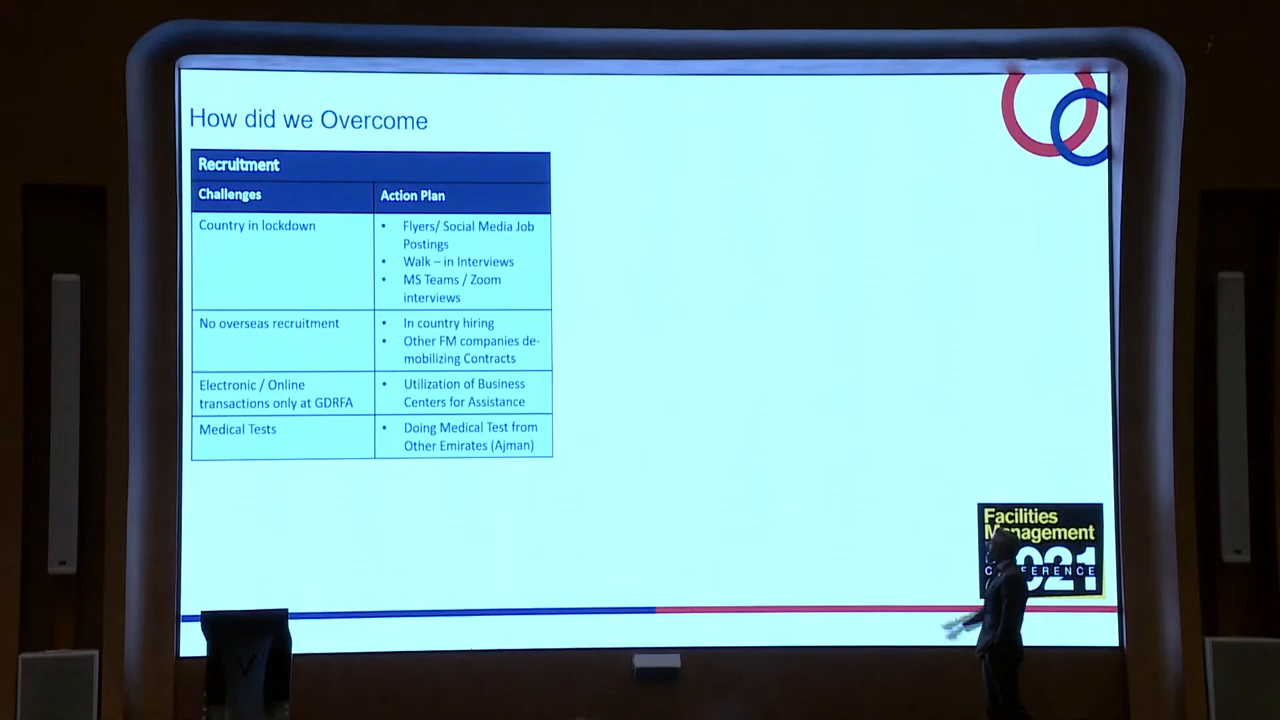 How did we Overcome
Recruitment
Challenges
Action Plan
Country in lockdown
• Flyers/ Social Media Job
Postings
• Walk – in Interviews
• MS Teams / Zoom
interviews
No overseas recruitment
• In country hiring
• Other FM companies de-
mobilizing Contracts
Electronic / Online
transactions only at GDRFA
• Utilization of Business
Centers for Assistance
Medical Tests
• Doing Medical Test from
Other Emirates (Ajman)
Facilities
Management
2021
CONFERENCE